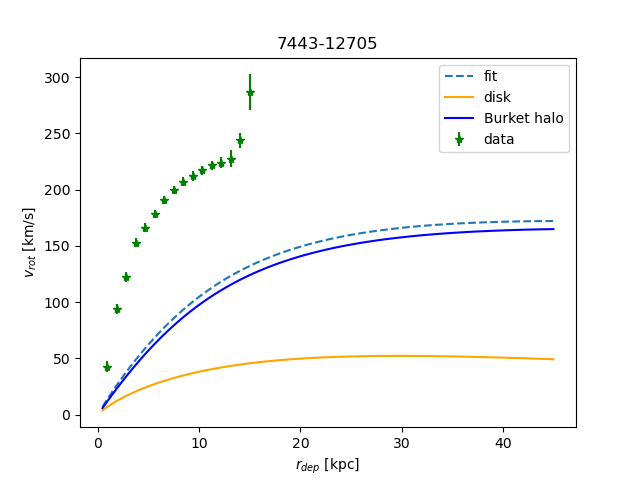 7443-12705
fit
disk
Burket halo
data
300
250
200
150
100
50
0
v_rot [km/s]
0 10 20 30 40
r_dep [kpc]